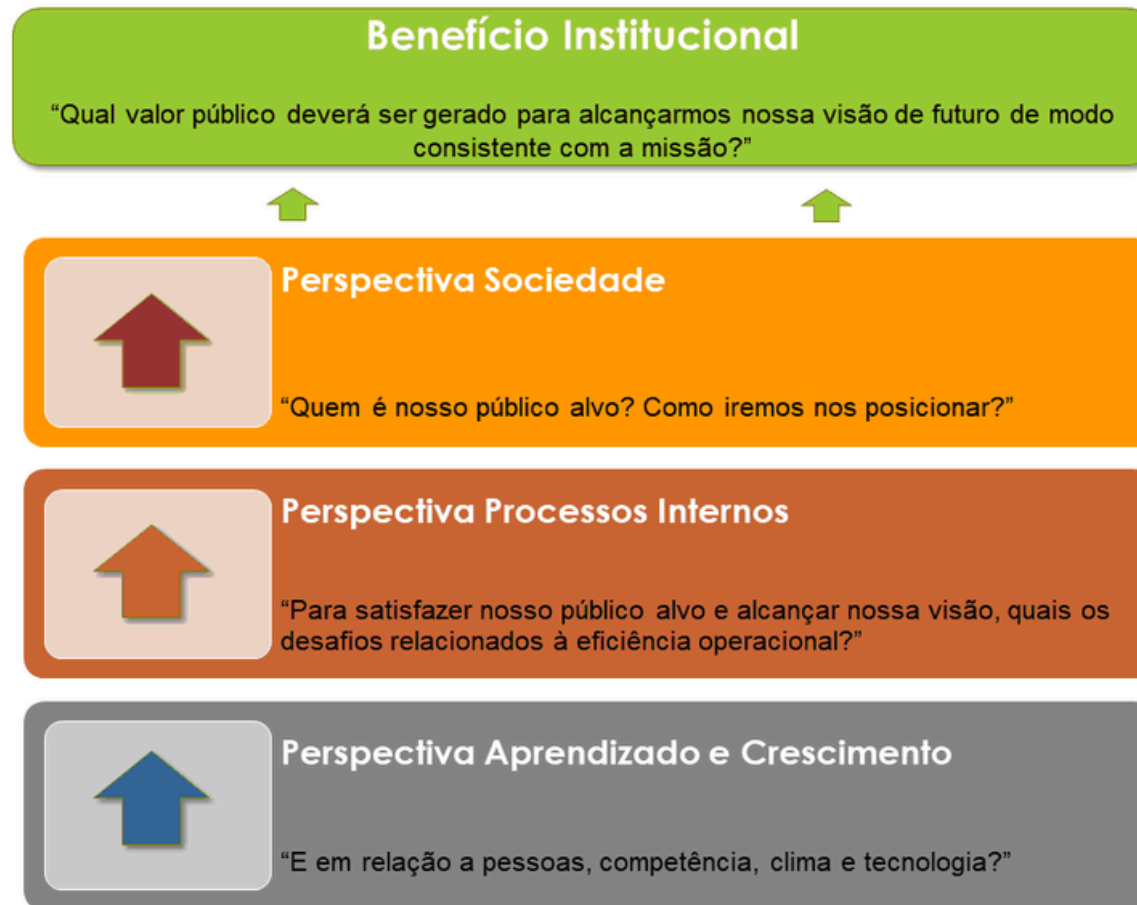 Benefício Institucional
“Qual valor público deverá ser gerado para alcançarmos nossa visão de futuro de modo
consistente com a missão?”
Perspectiva Sociedade
“Quem é nosso público alvo? Como iremos nos posicionar?”
Perspectiva Processos Internos
“Para satisfazer nosso público alvo e alcançar nossa visão, quais os
desafios relacionados à eficiência operacional?”
Perspectiva Aprendizado e Crescimento
“E em relação a pessoas, competência, clima e tecnologia?”